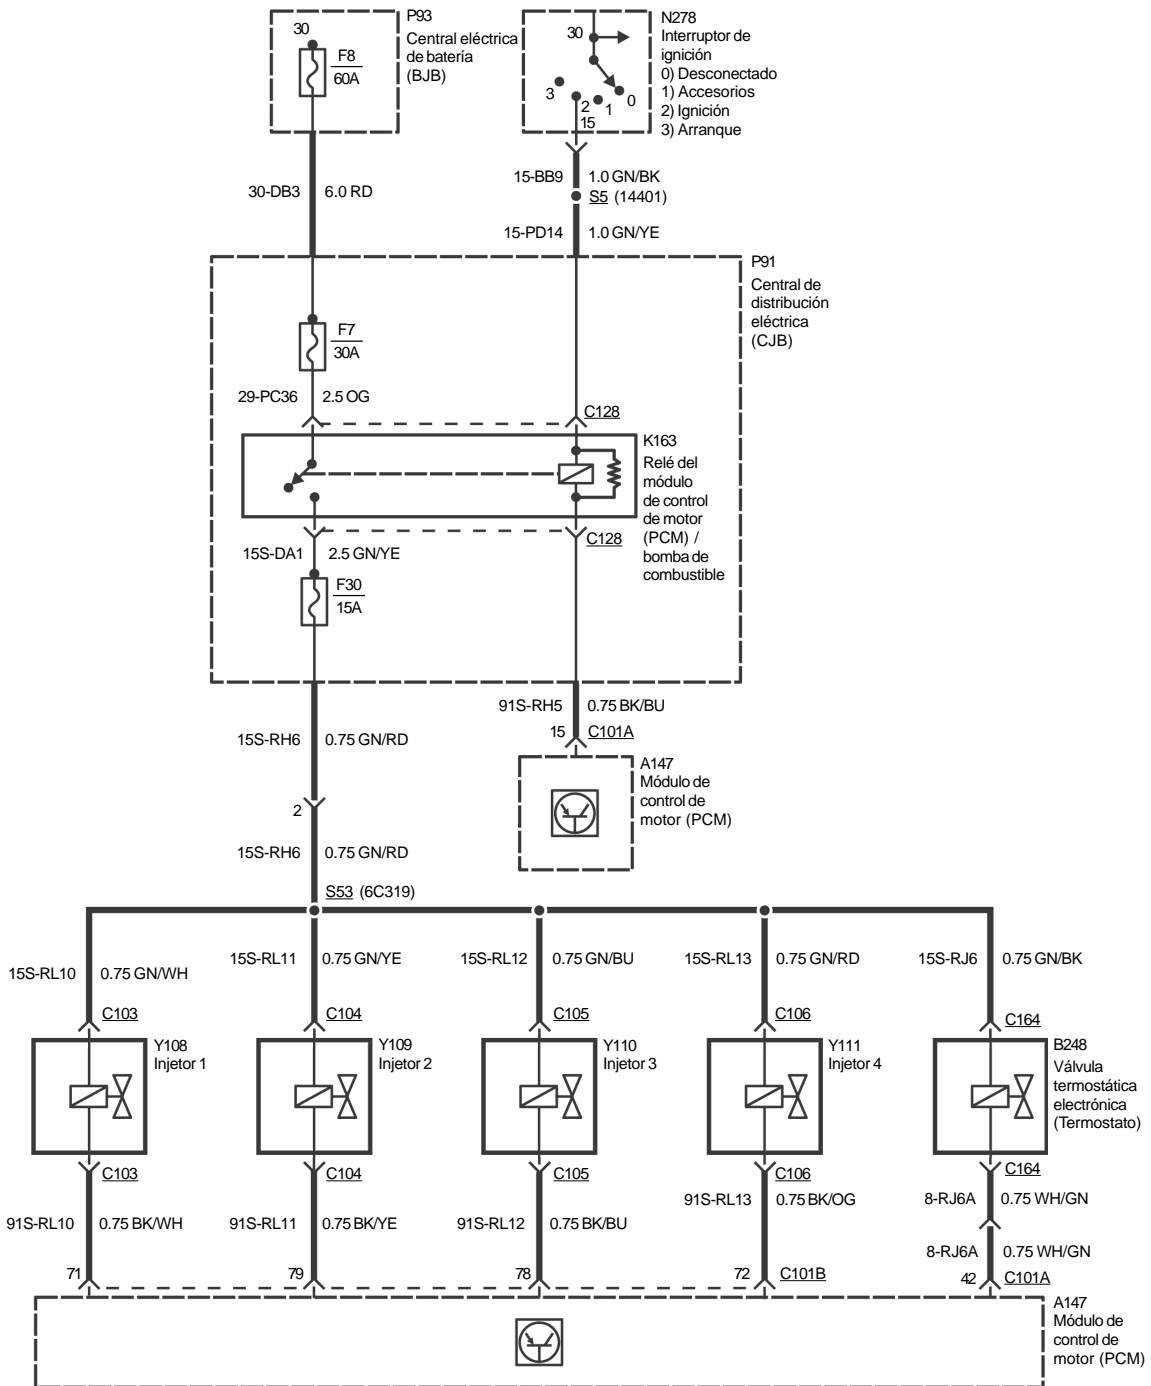 P93
Central eléctrica
de batería
(BJB)
30
F8
60A
N278
Interruptor de
ignición
0) Desconectado
1) Accesorios
2) Ignición
3) Arranque
30
3
2
1
0
15
30-DB3 6.0 RD
15-BB9 1.0 GN/BK
S5 (14401)
15-PD14 1.0 GN/YE
P91
Central de
distribución
eléctrica
(CJB)
F7
30A
29-PC36 2.5 OG
C128
K163
Relé del
módulo
de control
de motor
(PCM) /
bomba de
combustible
C128
15S-DA1 2.5 GN/YE
F30
15A
91S-RH5 0.75 BK/BU
15 C101A
A147
Módulo de
control de
motor (PCM)
15S-RH6 0.75 GN/RD
2
15S-RH6 0.75 GN/RD
S53 (6C319)
15S-RL10 0.75 GN/WH
15S-RL11 0.75 GN/YE
15S-RL12 0.75 GN/BU
15S-RL13 0.75 GN/RD
15S-RJ6 0.75 GN/BK
C103
C104
C105
C106
C164
Y108
Injetor 1
Y109
Injetor 2
Y110
Injetor 3
Y111
Injetor 4
B248
Válvula
termostática
electrónica
(Termostato)
C103
C104
C105
C106
C164
91S-RL10 0.75 BK/WH
91S-RL11 0.75 BK/YE
91S-RL12 0.75 BK/BU
91S-RL13 0.75 BK/OG
8-RJ6A 0.75 WH/GN
8-RJ6A 0.75 WH/GN
71
79
78
72 C101B
42 C101A
A147
Módulo de
control de
motor (PCM)